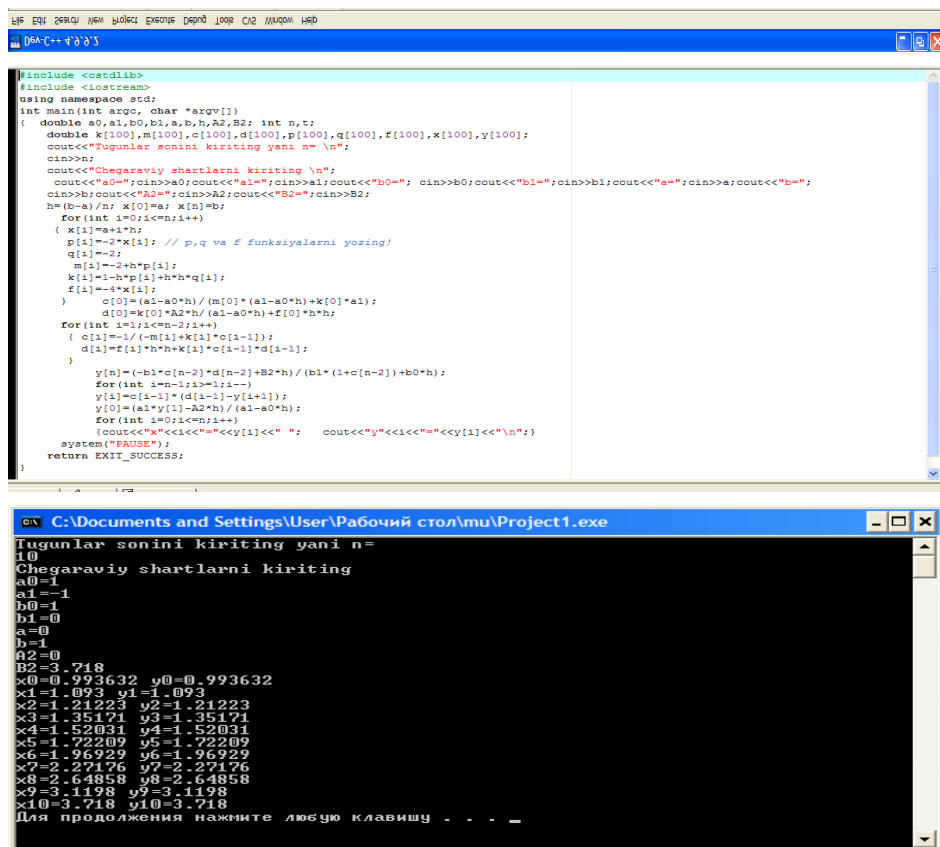 File Edit Search View Project Execute Debug Tools CVS Window Help
Dev-C++ 4.9.9.2
#include <cstdlib>
#include <iostream>
using namespace std;
int main(int argc, char *argv[])
{ double a0,a1,b0,b1,a,b,h,A2,B2; int n,t;
double k[100],m[100],c[100],d[100],p[100],q[100],f[100],x[100],y[100];
cout<<"Tugunlar sonini kiriting yani n= \n";
cin>>n;
cout<<"Chegaraviy shartlarni kiriting \n";
cout<<"a0=";cin>>a0;cout<<"a1=";cin>>a1;cout<<"b0="; cin>>b0;cout<<"b1=";cin>>b1;cout<<"a=";cin>>a;cout<<"b=";
cin>>b;cout<<"A2=";cin>>A2;cout<<"B2=";cin>>B2;
h=(b-a)/n; x[0]=a; x[n]=b;
for(int i=0;i<=n;i++)
{ x[i]=a+i*h;
p[i]=-2*x[i]; // p,q va f funksiyalarni yozing!
q[i]=-2;
m[i]=-2+h*p[i];
k[i]=1-h*p[i]+h*h*q[i];
f[i]=-4*x[i];
} c[0]=(a1-a0*h)/(m[0]*(a1-a0*h)+k[0]*a1);
d[0]=k[0]*A2*h/(a1-a0*h)+f[0]*h*h;
for(int i=1;i<=n-2;i++)
{ c[i]=-1/(-m[i]+k[i]*c[i-1]);
d[i]=f[i]*h*h+k[i]*c[i-1]*d[i-1];
}
y[n]=(-b1*c[n-2]*d[n-2]+B2*h)/(b1*(1+c[n-2])+b0*h);
for(int i=n-1;i>=1;i--)
y[i]=c[i-1]*(d[i-1]-y[i+1]);
y[0]=(a1*y[1]-A2*h)/(a1-a0*h);
for(int i=0;i<=n;i++)
{cout<<"x"<<i<<"="<<y[i]<<" "; cout<<"y"<<i<<"="<<y[i]<<"\n";}
system("PAUSE");
return EXIT_SUCCESS;
}
C:\Documents and Settings\User\Рабочий стол\mu\Project1.exe
Tugunlar sonini kiriting yani n=
10
Chegaraviy shartlarni kiriting
a0=1
a1=-1
b0=1
b1=0
a=0
b=1
A2=0
B2=3.718
x0=0.993632 y0=0.993632
x1=1.093 y1=1.093
x2=1.21223 y2=1.21223
x3=1.35171 y3=1.35171
x4=1.52031 y4=1.52031
x5=1.72209 y5=1.72209
x6=1.96929 y6=1.96929
x7=2.27176 y7=2.27176
x8=2.64858 y8=2.64858
x9=3.1198 y9=3.1198
x10=3.718 y10=3.718
Для продолжения нажмите любую клавишу . . . _